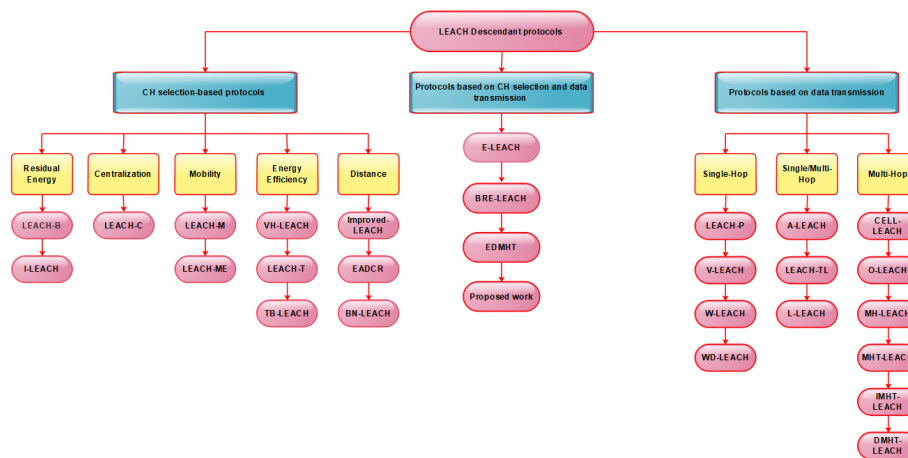 LEACH Descendant protocols
CH selection-based protocols
Protocols based on CH selection and data
transmission
Protocols based on data transmission
Residual
Energy
Centralization
Mobility
Energy
Efficiency
Distance
LEACH-B
I-LEACH
LEACH-C
LEACH-M
LEACH-ME
VH-LEACH
LEACH-T
TB-LEACH
Improved-
LEACH
EADCR
BN-LEACH
E-LEACH
BRE-LEACH
EDMHT
Proposed work
Single-Hop
Single/Multi-
Hop
Multi-Hop
LEACH-P
V-LEACH
W-LEACH
WD-LEACH
A-LEACH
LEACH-TL
L-LEACH
CELL-
LEACH
O-LEACH
MH-LEACH
MHT-LEACH
IMHT-
LEACH
DMHT-
LEACH